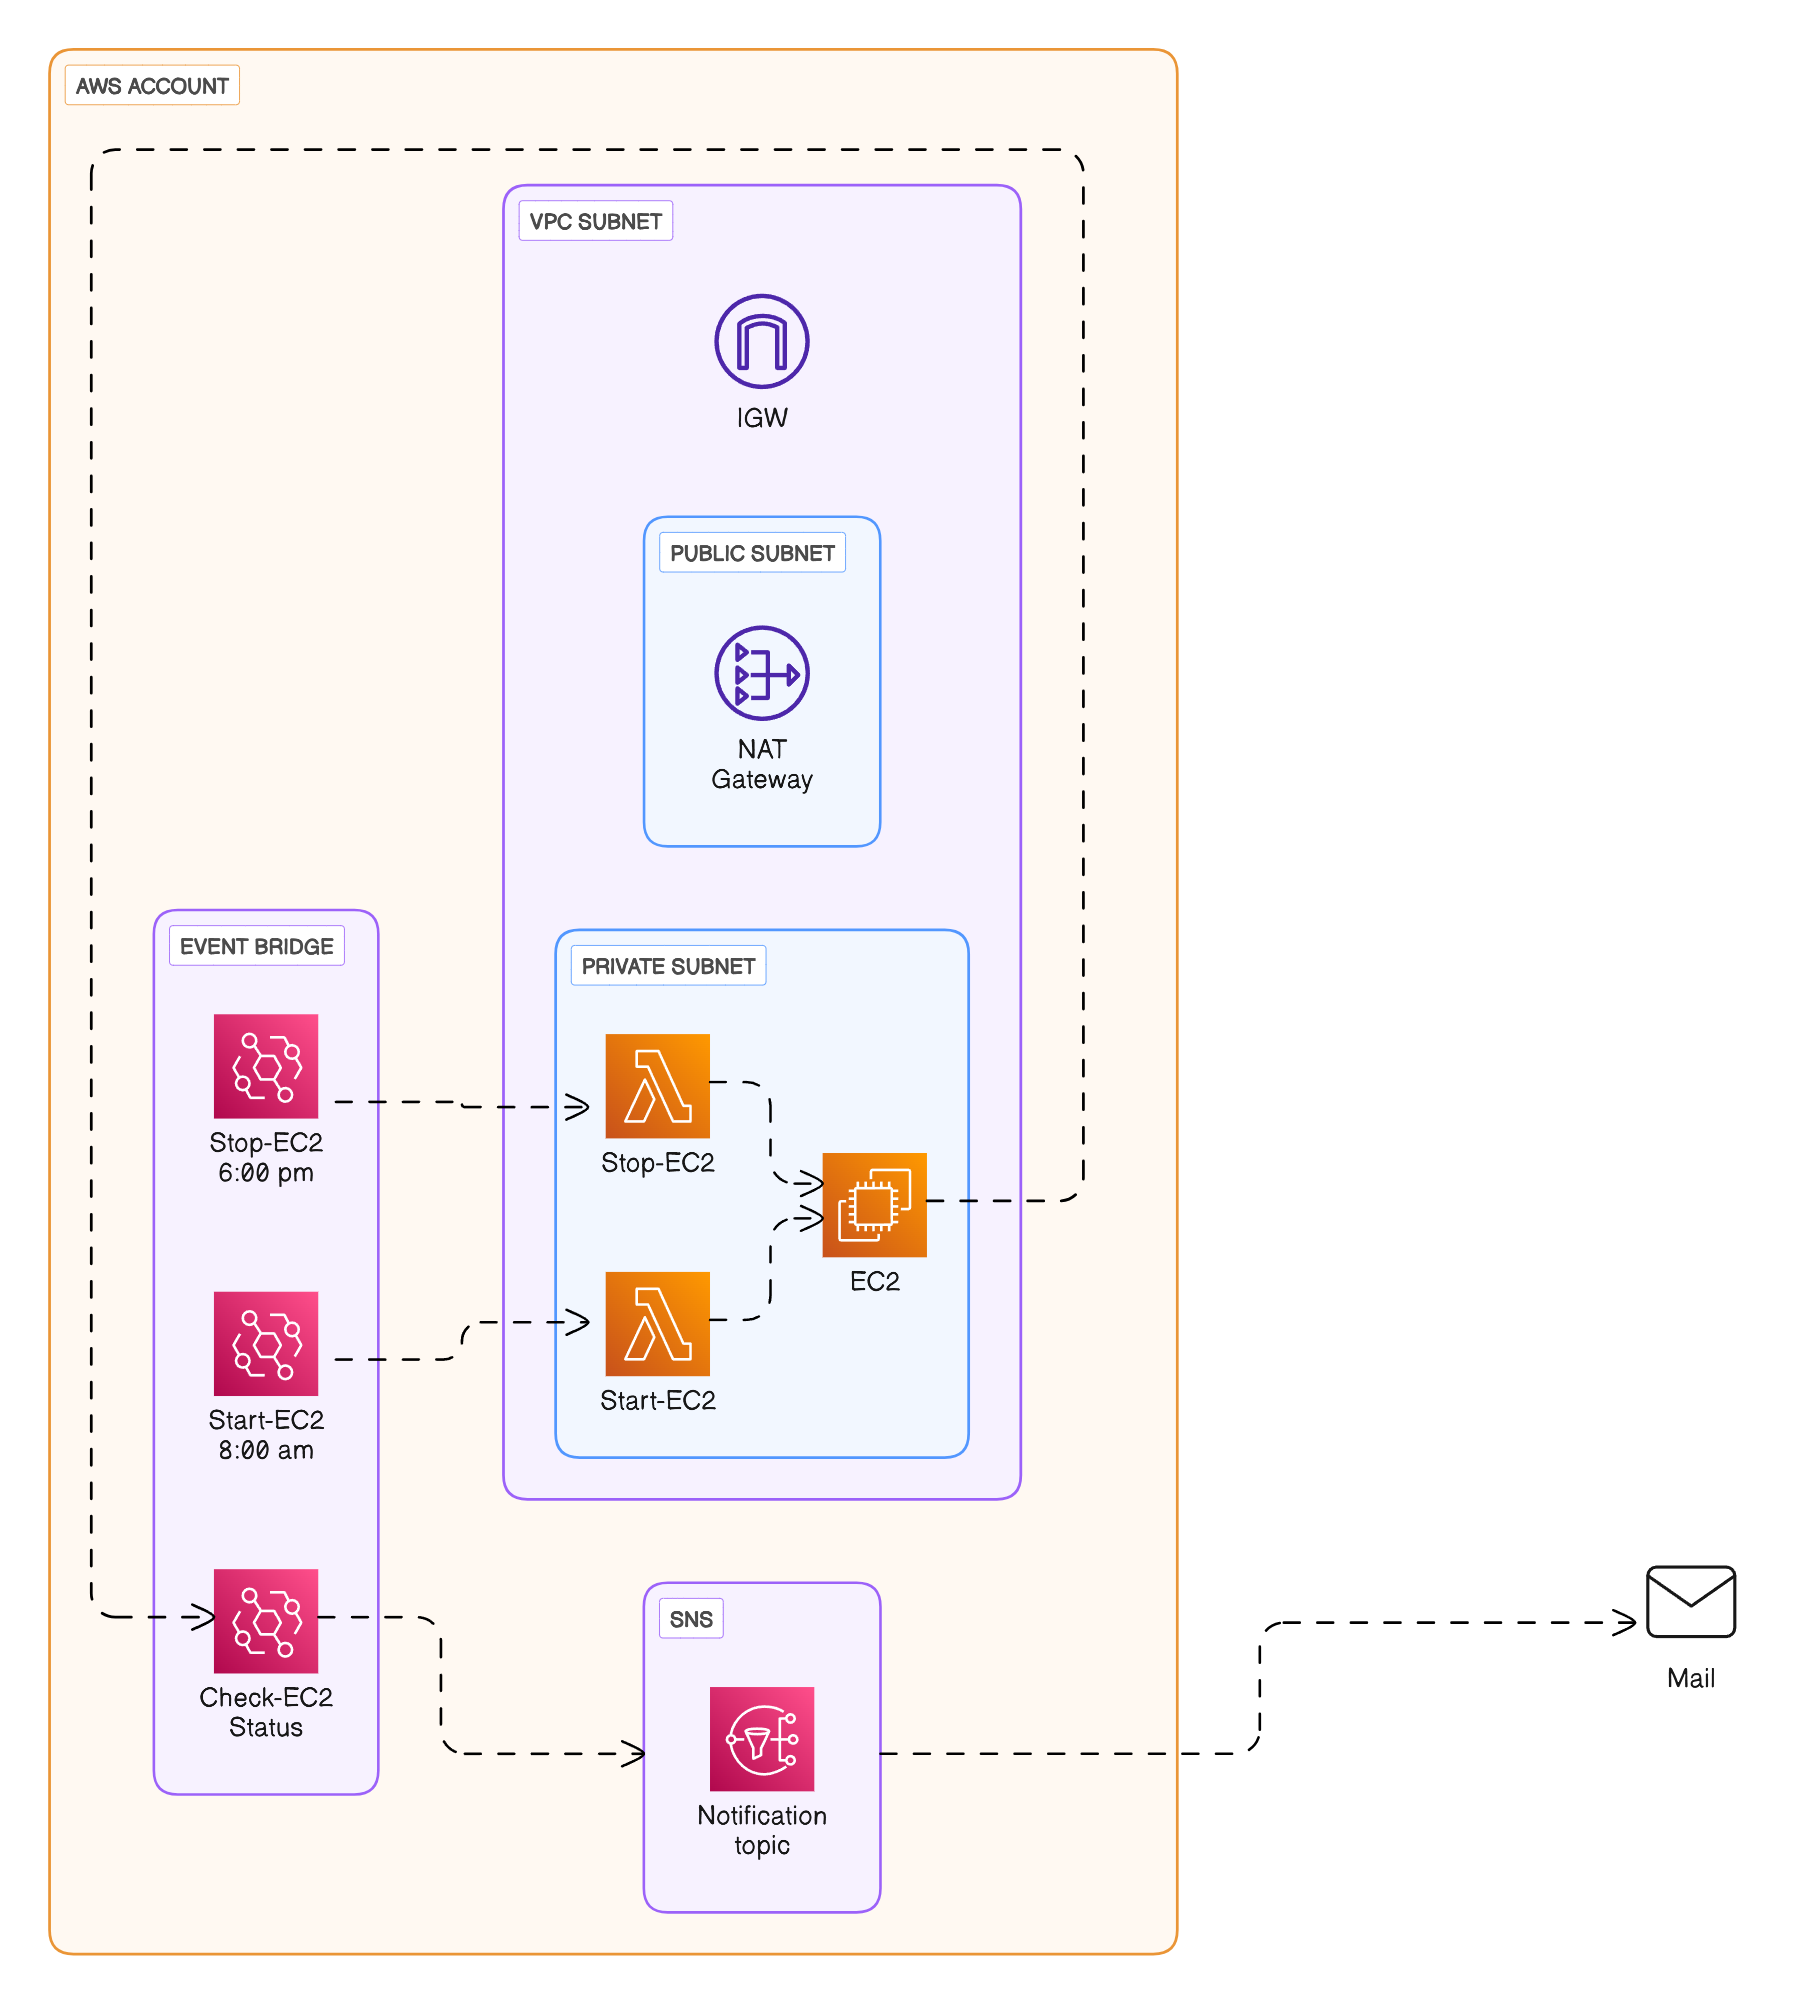 AWS ACCOUNT
VPC SUBNET
IGW
PUBLIC SUBNET
NAT
Gateway
EVENT BRIDGE
Stop-EC2
6:00 pm
Start-EC2
8:00 am
Check-EC2
Status
PRIVATE SUBNET
Stop-EC2
EC2
Start-EC2
SNS
Notification
topic
Mail